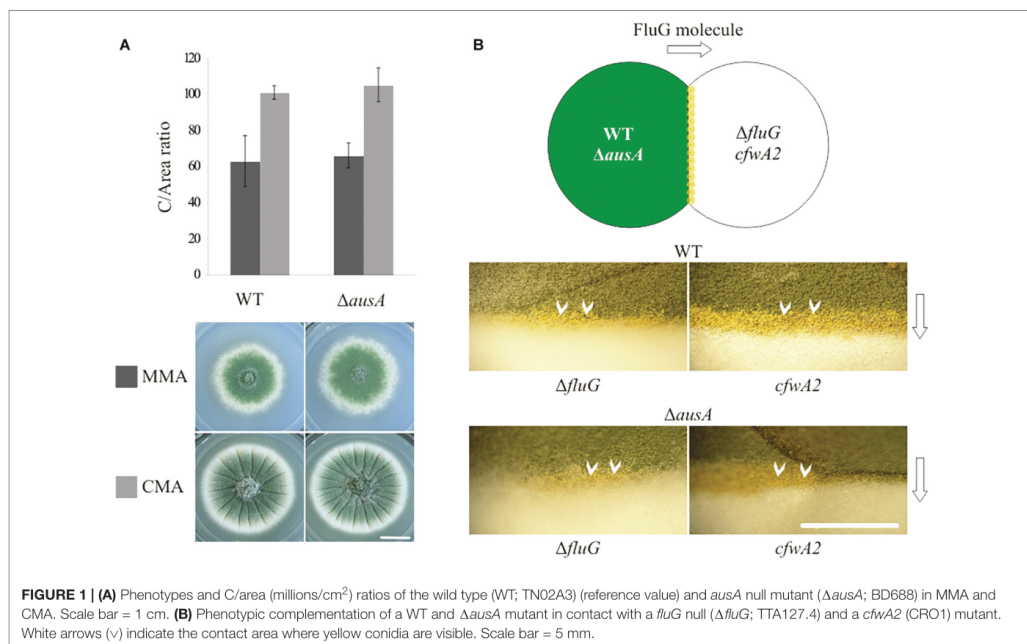 A
C/Area ratio
120
100
80
60
40
20
0
WT
ΔausA
MMA
CMA
B
FluG molecule
WT
ΔausA
ΔfluG
cfwA2
WT
ΔfluG
cfwA2
ΔausA
ΔfluG
cfwA2
FIGURE 1 | (A) Phenotypes and C/area (millions/cm²) ratios of the wild type (WT; TN02A3) (reference value) and ausA null mutant (ΔausA; BD688) in MMA and
CMA. Scale bar = 1 cm. (B) Phenotypic complementation of a WT and ΔausA mutant in contact with a fluG null (ΔfluG; TTA127.4) and a cfwA2 (CRO1) mutant.
White arrows (v) indicate the contact area where yellow conidia are visible. Scale bar = 5 mm.